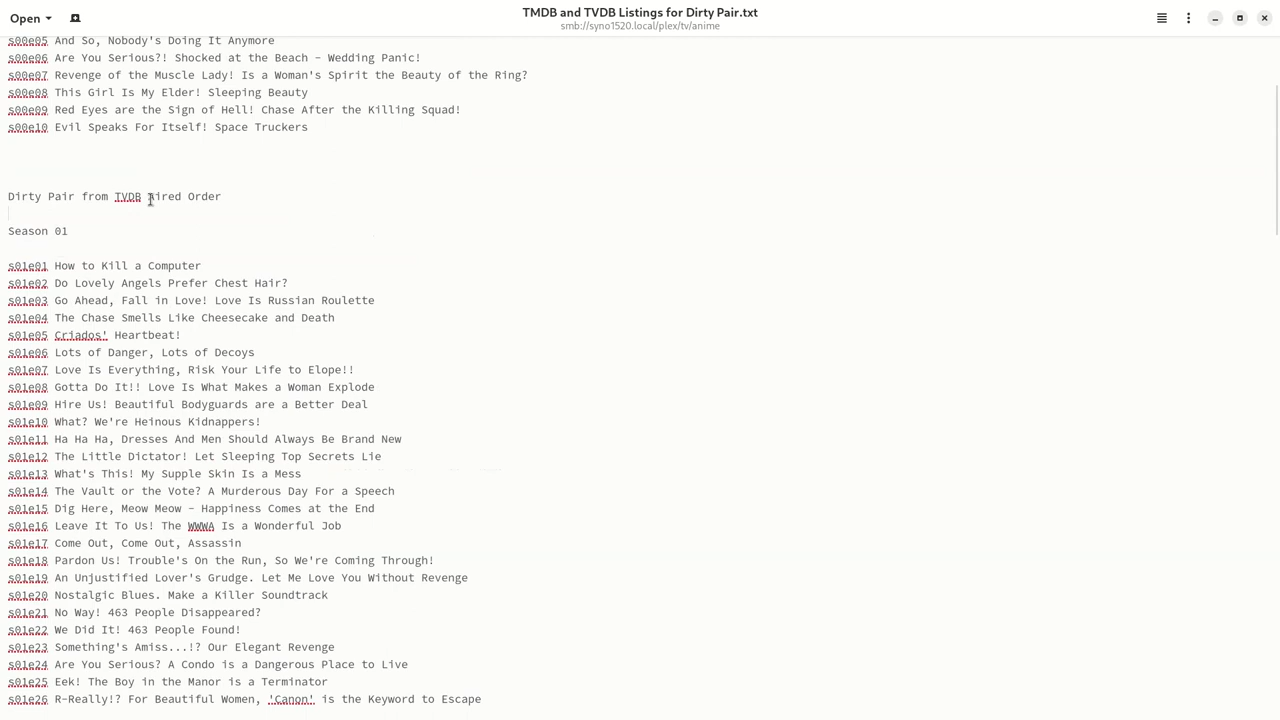 Open
TMDB and TVDB Listings for Dirty Pair.txt
smb://syno1520.local/plex/tv/anime
s00e05 And So, Nobody's Doing It Anymore
s00e06 Are You Serious?! Shocked at the Beach - Wedding Panic!
s00e07 Revenge of the Muscle Lady! Is a Woman's Spirit the Beauty of the Ring?
s00e08 This Girl Is My Elder! Sleeping Beauty
s00e09 Red Eyes are the Sign of Hell! Chase After the Killing Squad!
s00e10 Evil Speaks For Itself! Space Truckers
Dirty Pair from TVDB Aired Order
Season 01
s01e01 How to Kill a Computer
s01e02 Do Lovely Angels Prefer Chest Hair?
s01e03 Go Ahead, Fall in Love! Love Is Russian Roulette
s01e04 The Chase Smells Like Cheesecake and Death
s01e05 Criados' Heartbeat!
s01e06 Lots of Danger, Lots of Decoys
s01e07 Love Is Everything, Risk Your Life to Elope!!
s01e08 Gotta Do It!! Love Is What Makes a Woman Explode
s01e09 Hire Us! Beautiful Bodyguards are a Better Deal
s01e10 What? We're Heinous Kidnappers!
s01e11 Ha Ha Ha, Dresses And Men Should Always Be Brand New
s01e12 The Little Dictator! Let Sleeping Top Secrets Lie
s01e13 What's This! My Supple Skin Is a Mess
s01e14 The Vault or the Vote? A Murderous Day For a Speech
s01e15 Dig Here, Meow Meow - Happiness Comes at the End
s01e16 Leave It To Us! The WWWA Is a Wonderful Job
s01e17 Come Out, Come Out, Assassin
s01e18 Pardon Us! Trouble's On the Run, So We're Coming Through!
s01e19 An Unjustified Lover's Grudge. Let Me Love You Without Revenge
s01e20 Nostalgic Blues. Make a Killer Soundtrack
s01e21 No Way! 463 People Disappeared?
s01e22 We Did It! 463 People Found!
s01e23 Something's Amiss...!? Our Elegant Revenge
s01e24 Are You Serious? A Condo is a Dangerous Place to Live
s01e25 Eek! The Boy in the Manor is a Terminator
s01e26 R-Really!? For Beautiful Women, 'Canon' is the Keyword to Escape